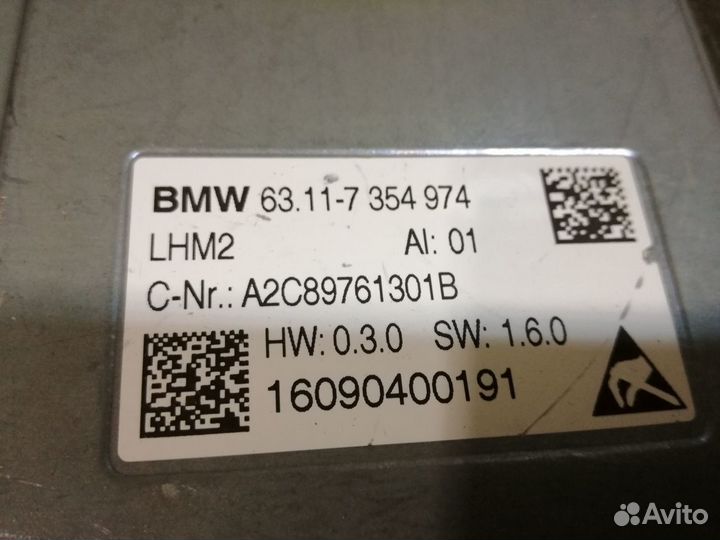 BMW 63.11-7 354 974
LHM2 AI: 01
C-Nr.: A2C89761301B
HW: 0.3.0 SW: 1.6.0
16090400191
Avito